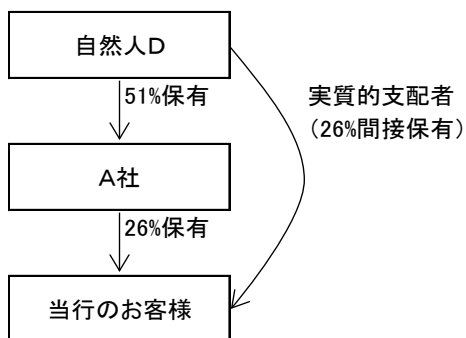 自然人Ｄ
51%保有
実質的支配者
（26%間接保有）
Ａ社
26%保有
当行のお客様